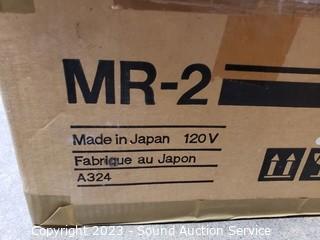 MR-2
Made in Japan 120V
Fabrique au Japon
A324
Copyright 2023 - Sound Auction Service